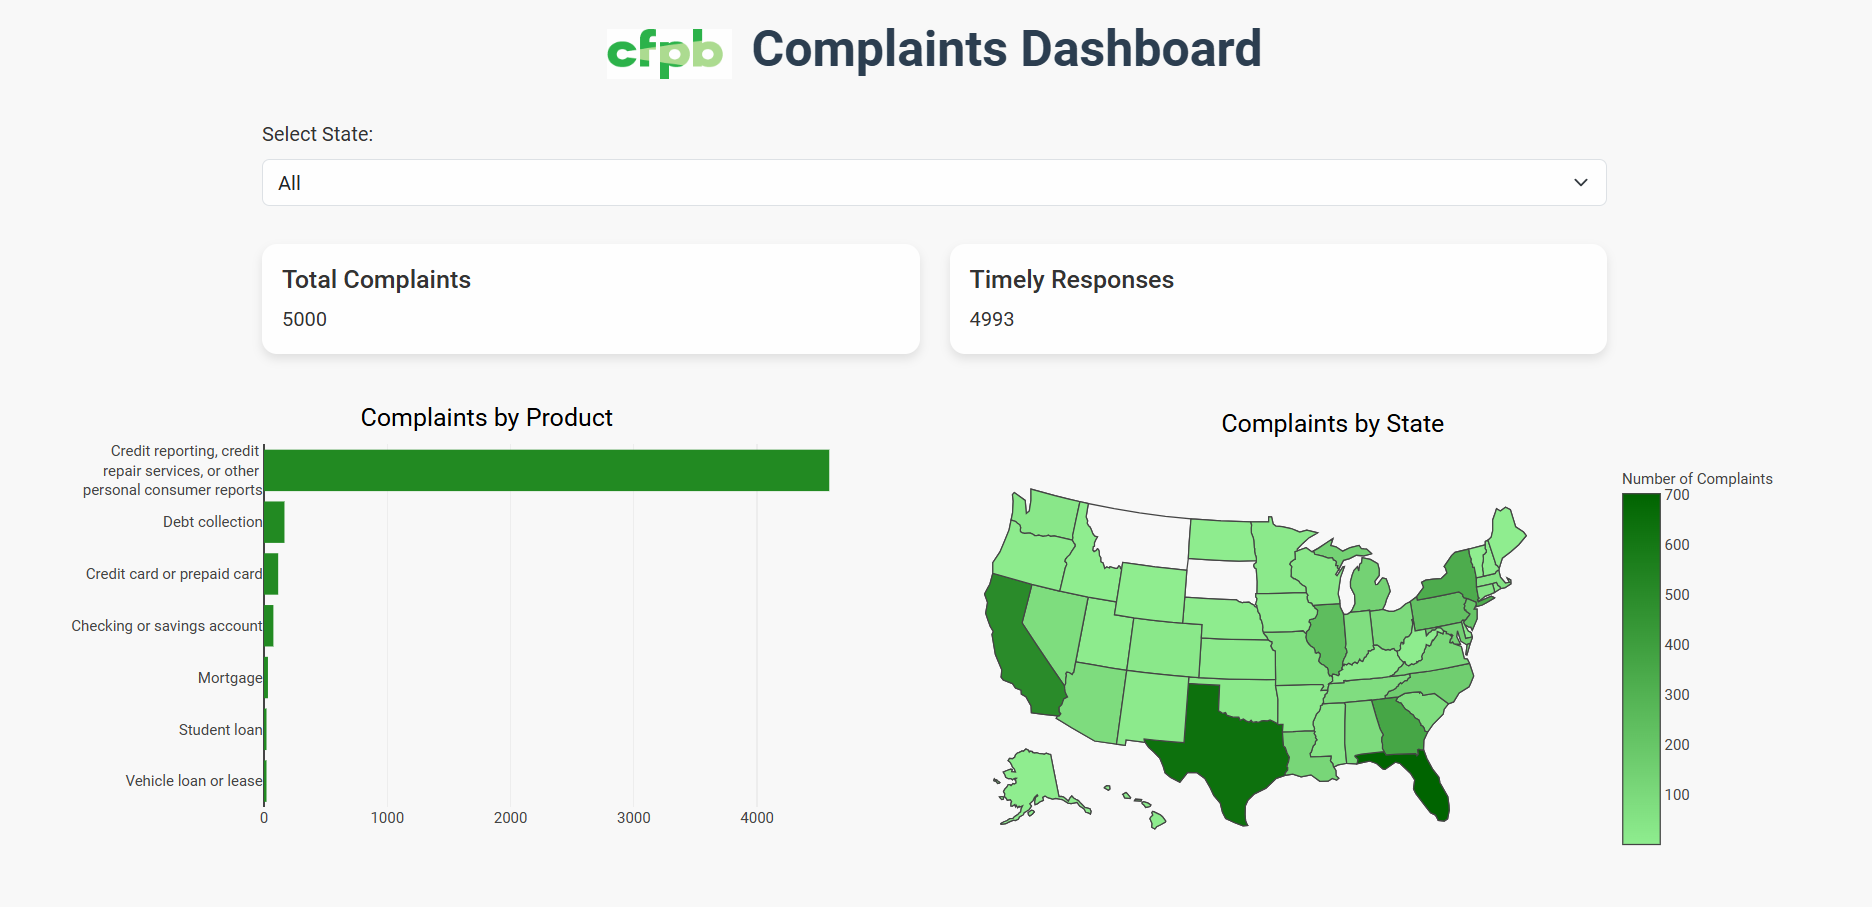 cfpb Complaints Dashboard
Select State:
All
Total Complaints
5000
Timely Responses
4993
Complaints by Product
Credit reporting, credit
repair services, or other
personal consumer reports
Debt collection
Credit card or prepaid card
Checking or savings account
Mortgage
Student loan
Vehicle loan or lease
0 1000 2000 3000 4000
Complaints by State
Number of Complaints
700
600
500
400
300
200
100